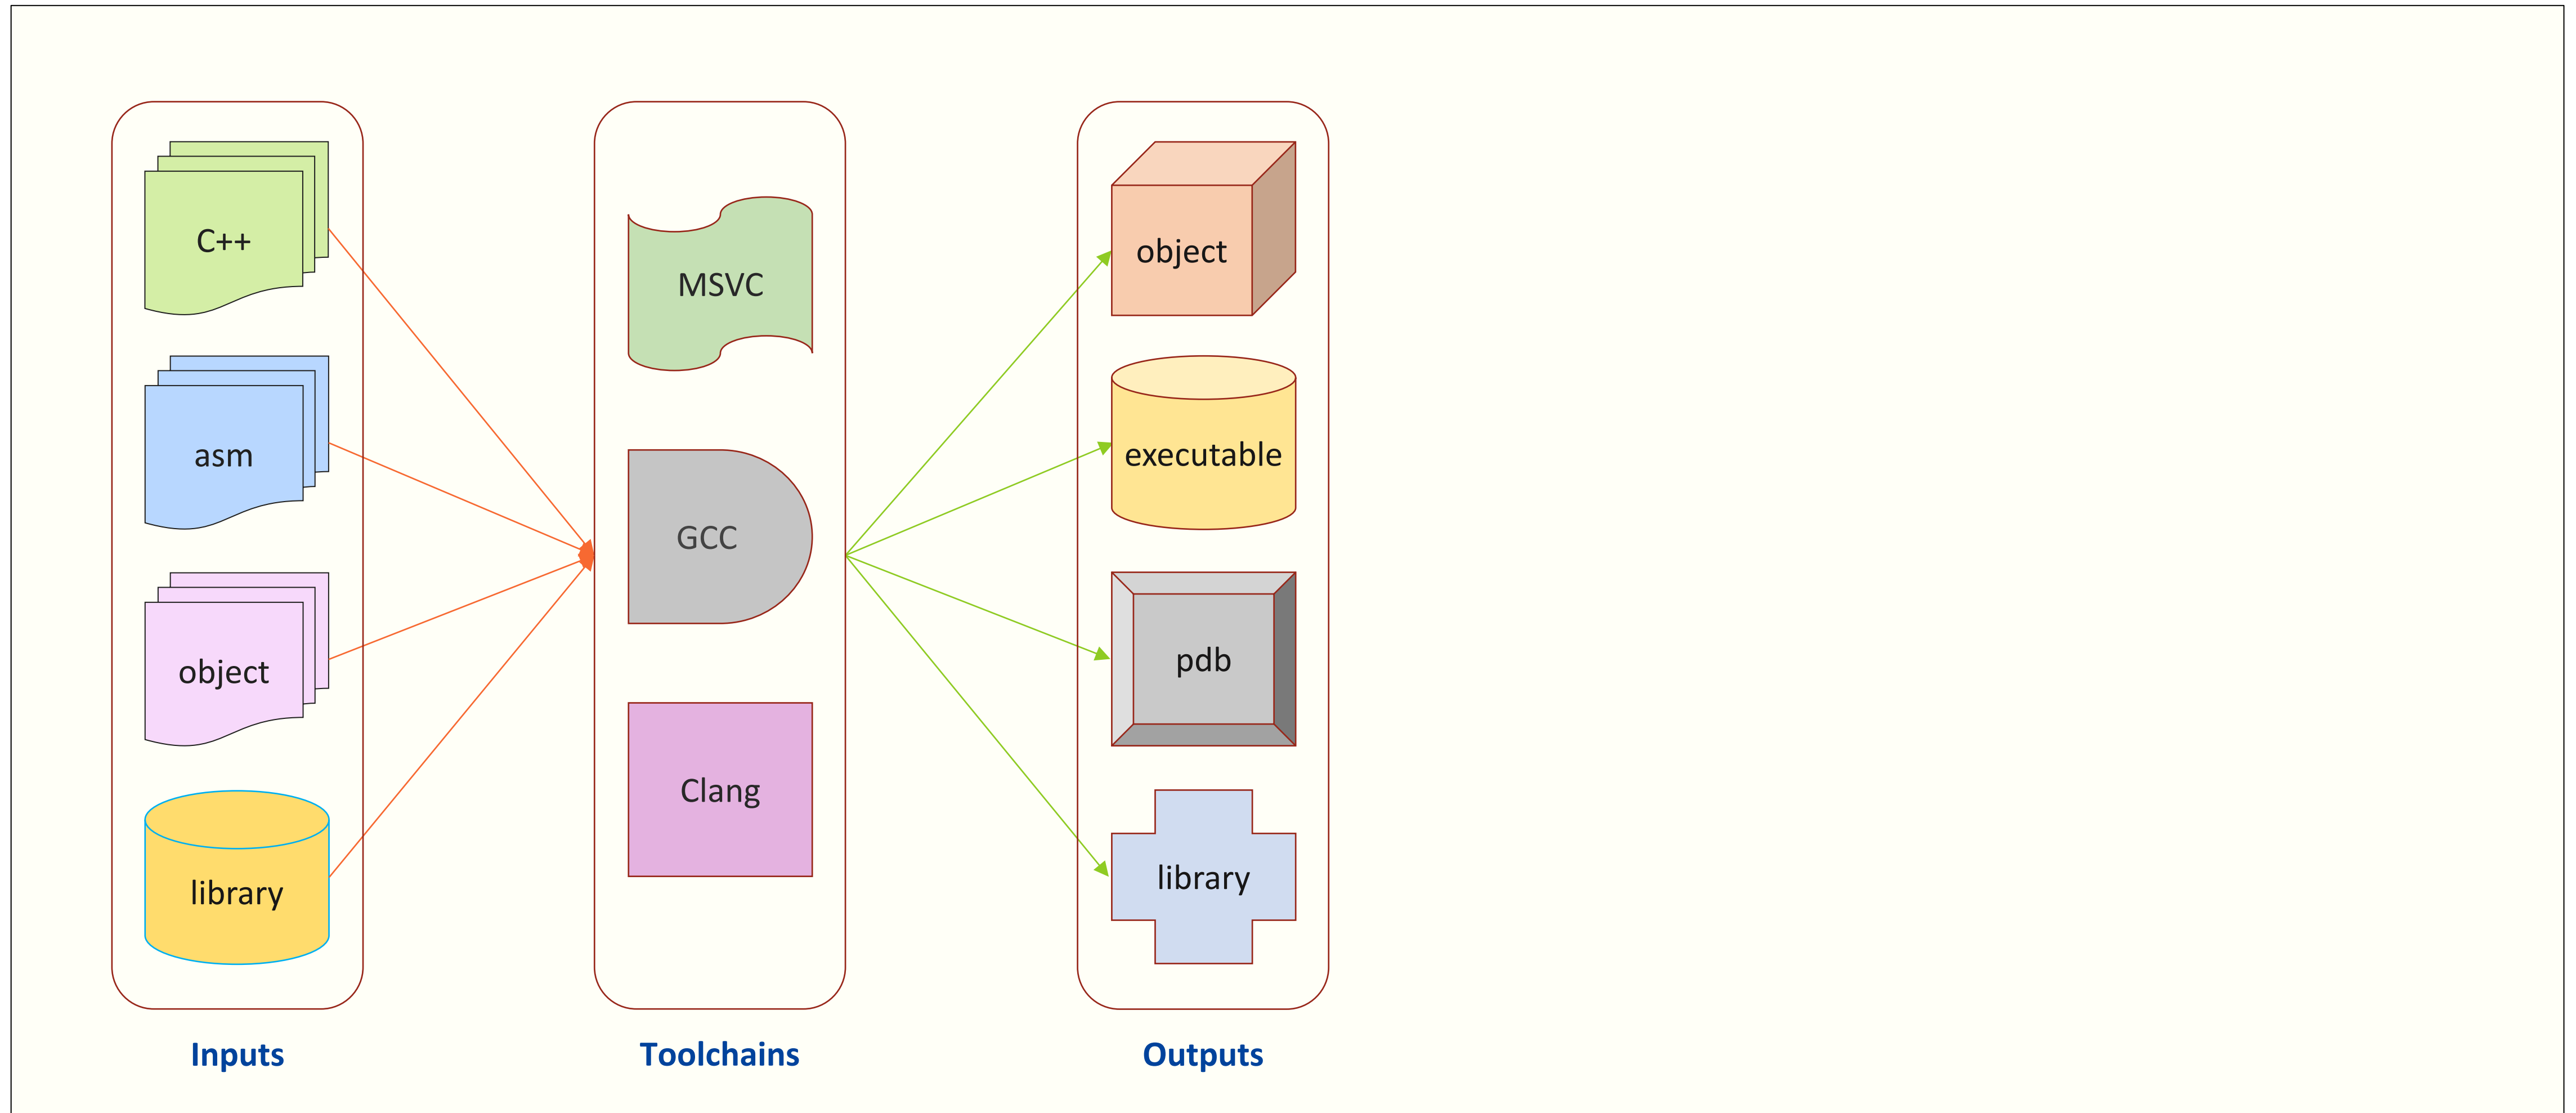 C++
asm
object
library
Inputs
MSVC
GCC
Clang
Toolchains
object
executable
pdb
library
Outputs